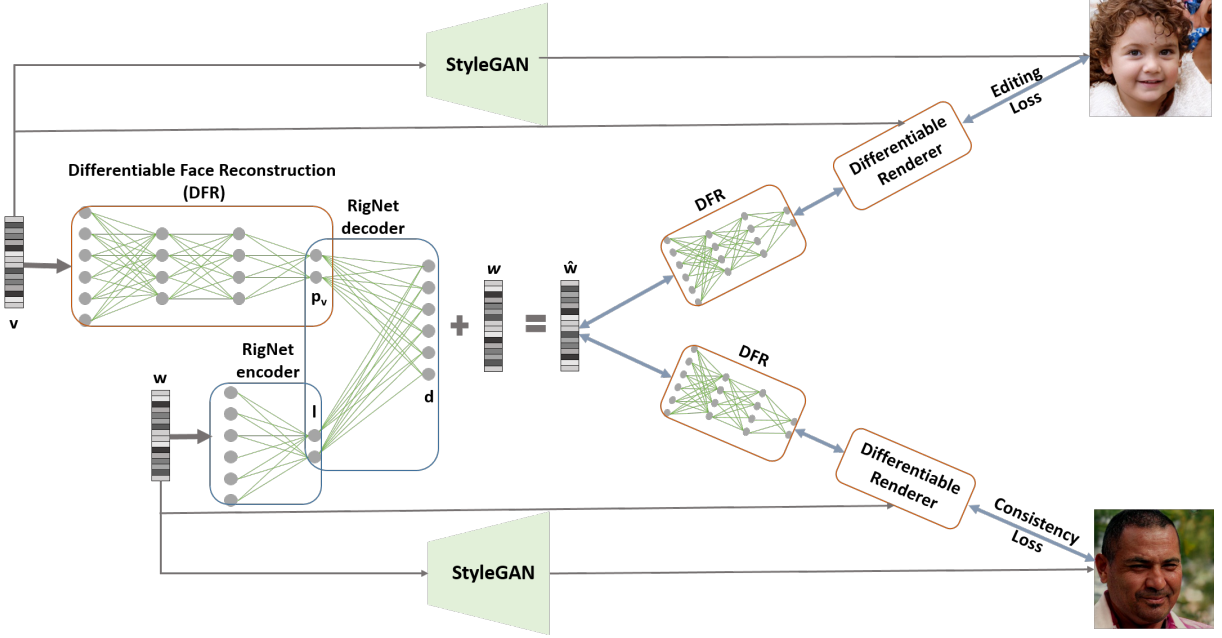 StyleGAN
Editing
Loss
Differentiable
Renderer
Differentiable Face Reconstruction
(DFR)
DFR
RigNet
decoder
v
pv
w
ŵ
+
=
RigNet
encoder
w
l
d
DFR
Differentiable
Renderer
Consistency
Loss
StyleGAN